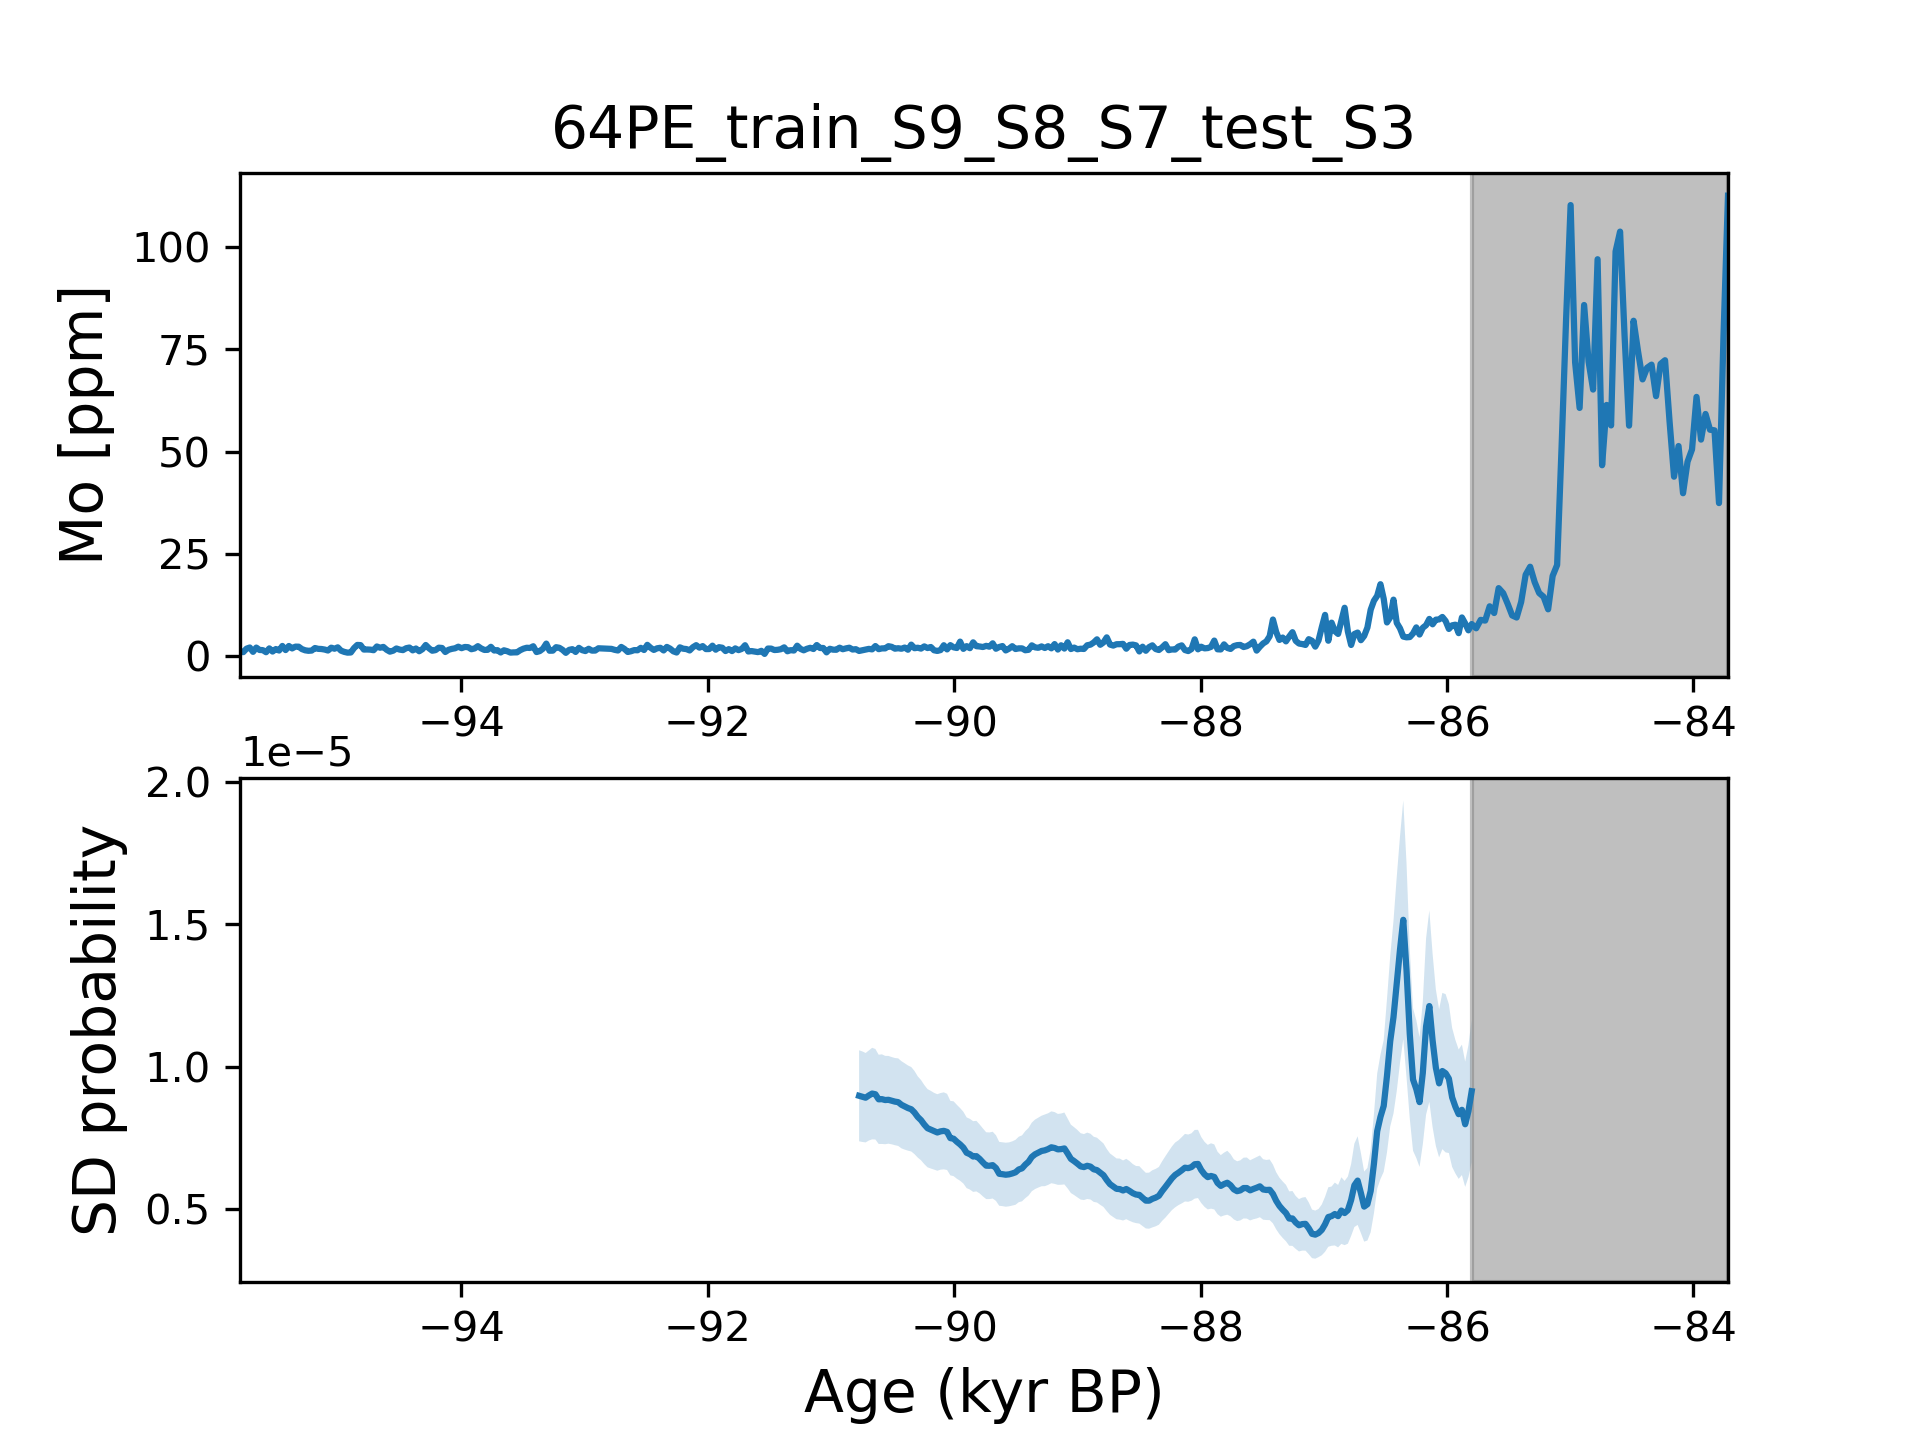 64PE_train_S9_S8_S7_test_S3
Mo [ppm]
100
75
50
25
0
−94 −92 −90 −88 −86 −84
1e−5
SD probability
2.0
1.5
1.0
0.5
−94 −92 −90 −88 −86 −84
Age (kyr BP)